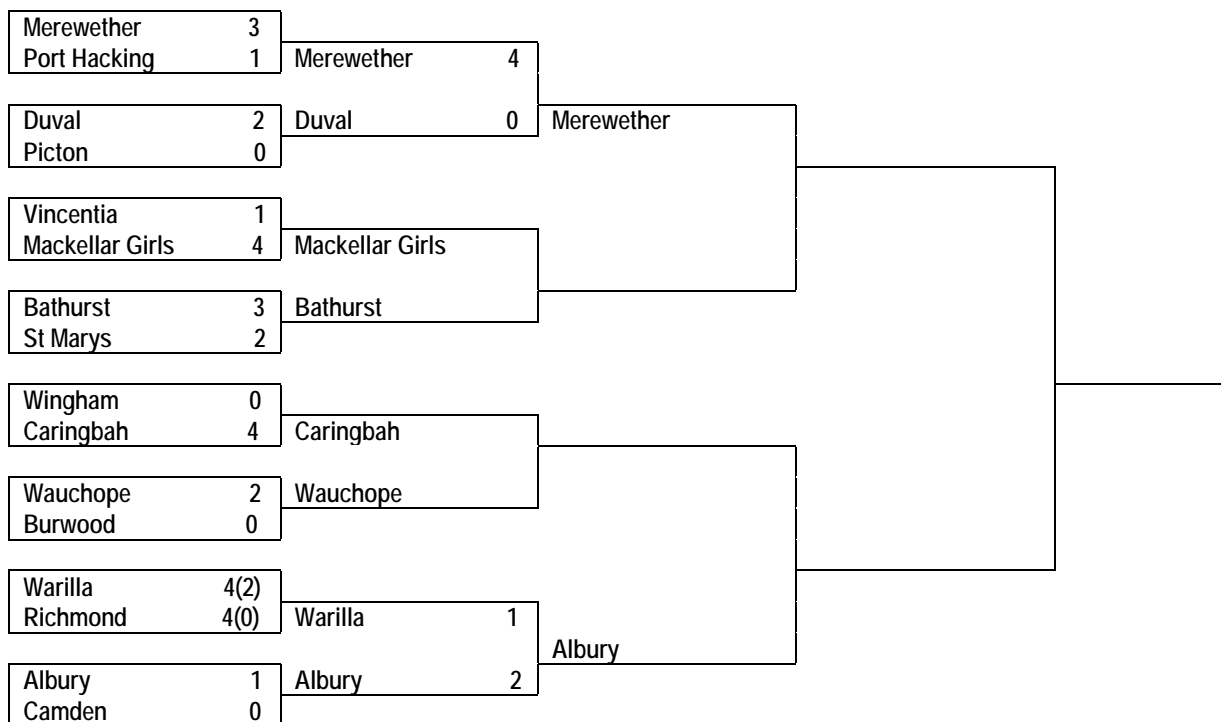 Merewether 3
Port Hacking 1
Merewether 4
Duval 2
Duval 0
Merewether
Picton 0
Vincentia 1
Mackellar Girls 4
Mackellar Girls
Bathurst 3
Bathurst
St Marys 2
Wingham 0
Caringbah 4
Caringbah
Wauchope 2
Wauchope
Burwood 0
Warilla 4(2)
Richmond 4(0)
Warilla 1
Albury
Albury 1
Albury 2
Camden 0